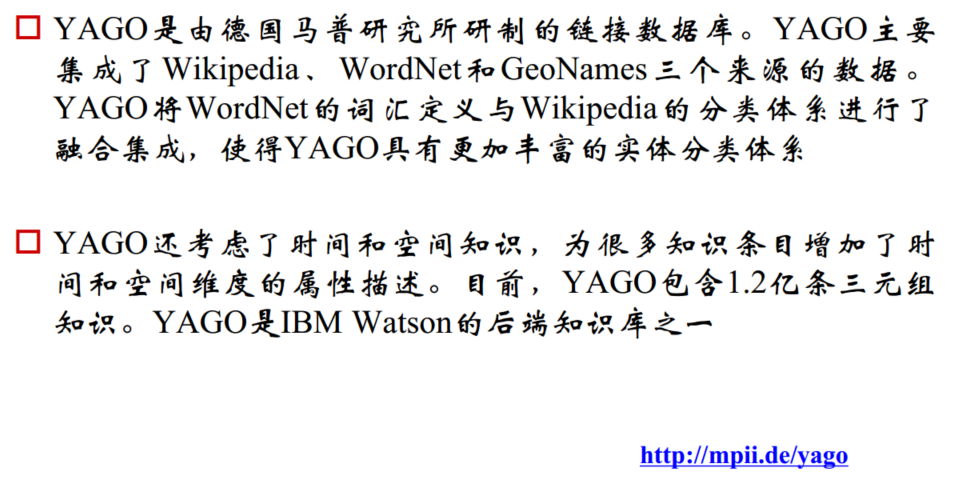 YAGO是由德国马普研究所研制的链接数据库。YAGO主要
集成了Wikipedia、WordNet和GeoNames三个来源的数据。
YAGO将WordNet的词汇定义与Wikipedia的分类体系进行了
融合集成，使得YAGO具有更加丰富的实体分类体系
YAGO还考虑了时间和空间知识，为很多知识条目增加了时
间和空间维度的属性描述。目前，YAGO包含1.2亿条三元组
知识。YAGO是IBM Watson的后端知识库之一
http://mpii.de/yago